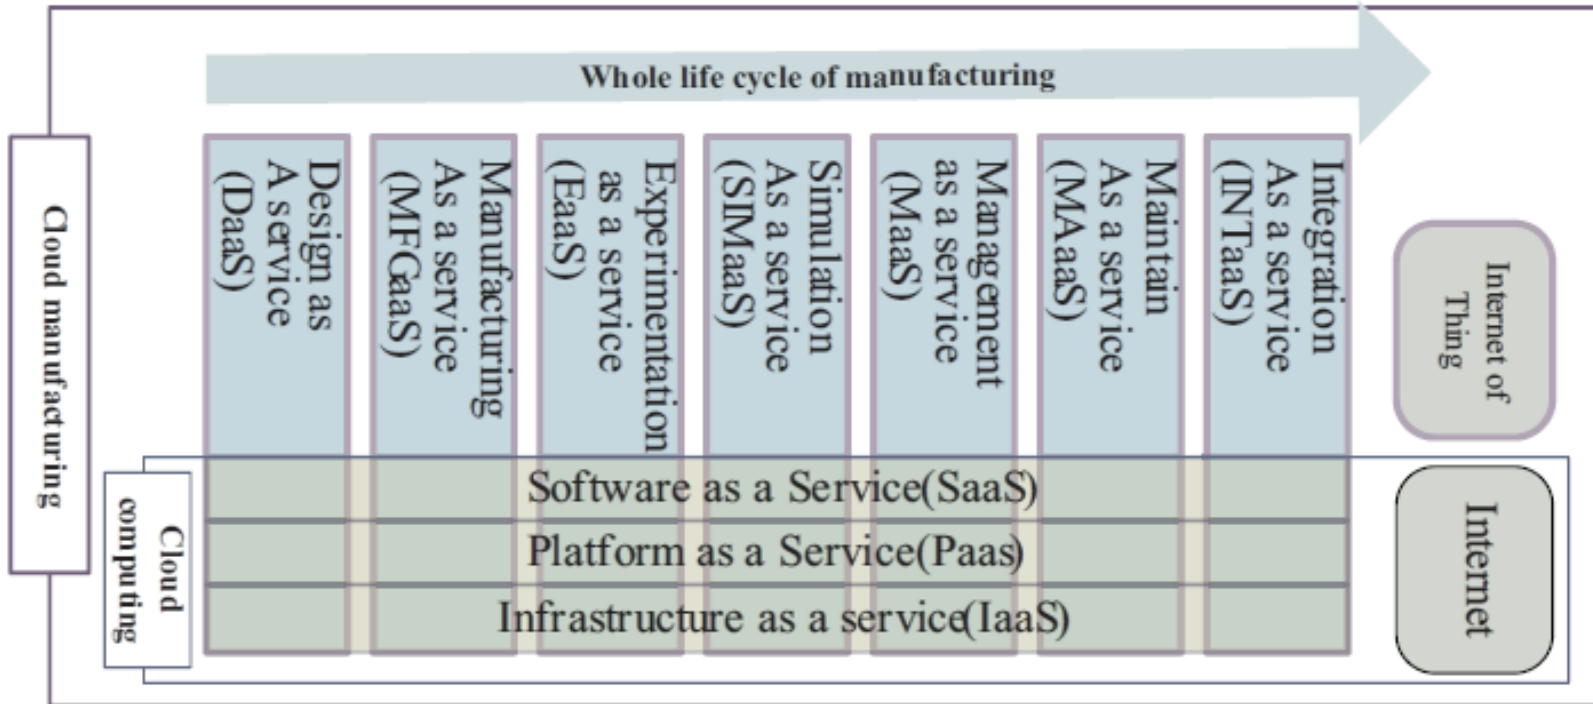 Whole life cycle of manufacturing
Cloud manufacturing
Design as
A service
(DaaS)
Manufacturing
As a service
(MFGaaS)
Experimentation
as a service
(EaaS)
Simulation
As a service
(SIMaaS)
Management
as a service
(MaaS)
Maintain
As a service
(MAaaS)
Integration
As a service
(INTaaS)
Internet of
Thing
Cloud
computing
Software as a Service(SaaS)
Platform as a Service(Paas)
Infrastructure as a service(IaaS)
Internet